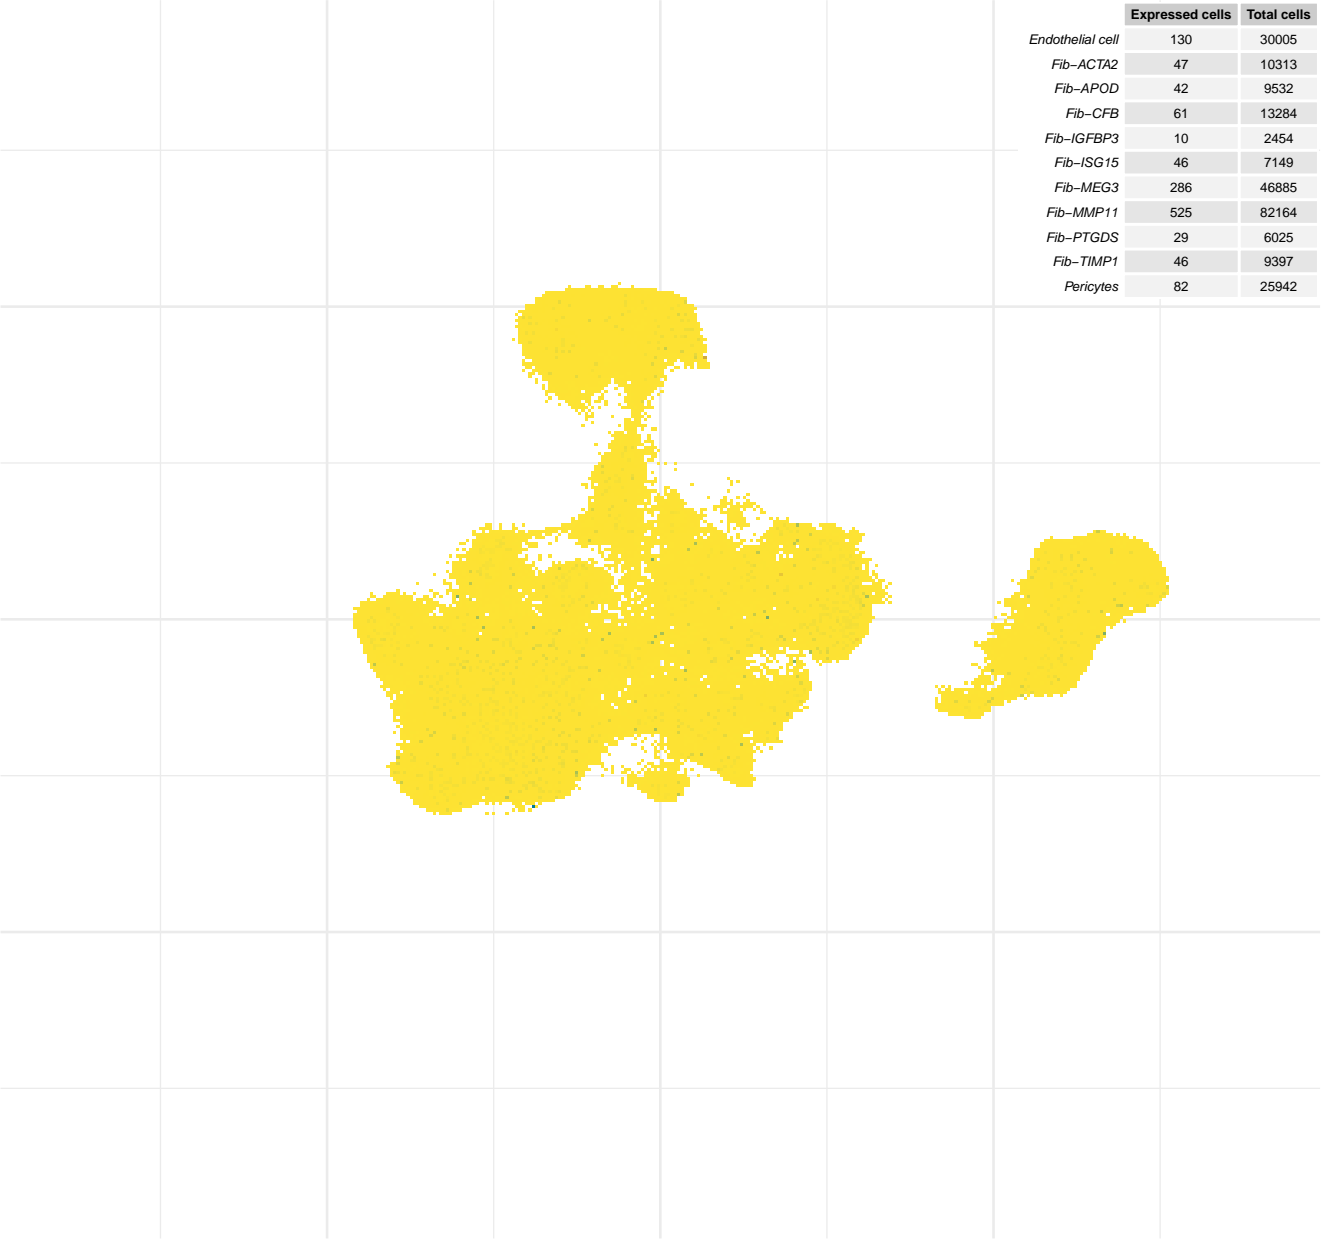 Expressed cells Total cells
Endothelial cell 130 30005
Fib−ACTA2 47 10313
Fib−APOD 42 9532
Fib−CFB 61 13284
Fib−IGFBP3 10 2454
Fib−ISG15 46 7149
Fib−MEG3 286 46885
Fib−MMP11 525 82164
Fib−PTGDS 29 6025
Fib−TIMP1 46 9397
Pericytes 82 25942